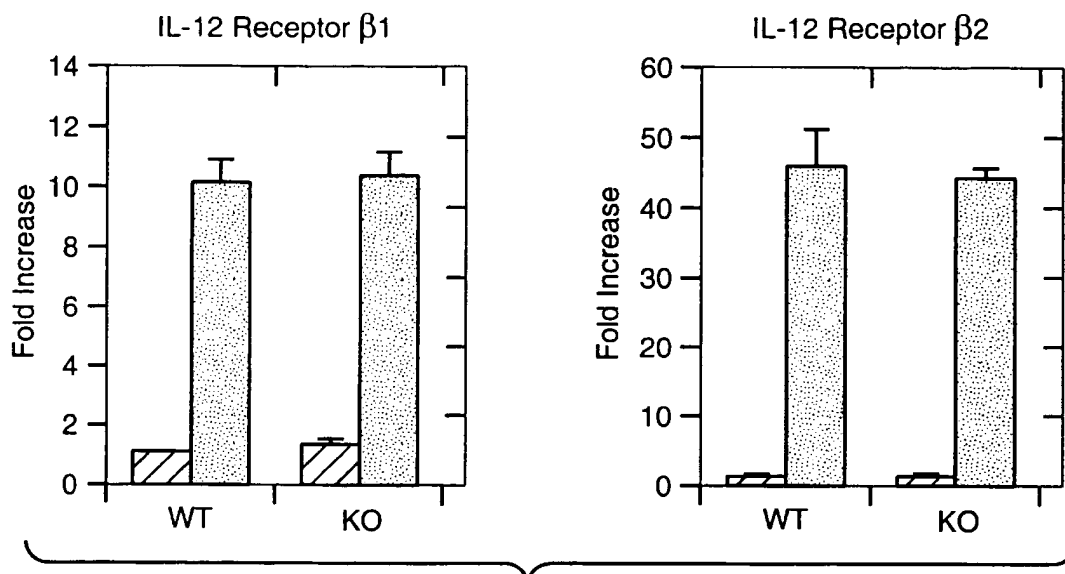 IL-12 Receptor β1
14
12
10
8
6
4
2
0
Fold Increase
WT
KO
IL-12 Receptor β2
60
50
40
30
20
10
0
Fold Increase
WT
KO